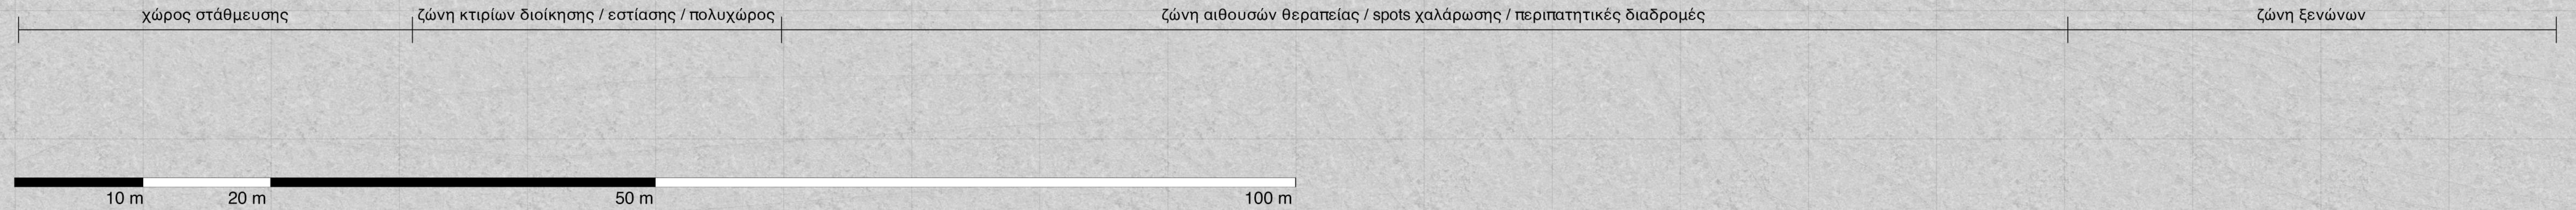 χώρος στάθμευσης
ζώνη κτιρίων διοίκησης / εστίασης / πολυχώρος
ζώνη αιθουσών θεραπείας / spots χαλάρωσης / περιπατητικές διαδρομές
ζώνη ξενώνων
10 m
20 m
50 m
100 m